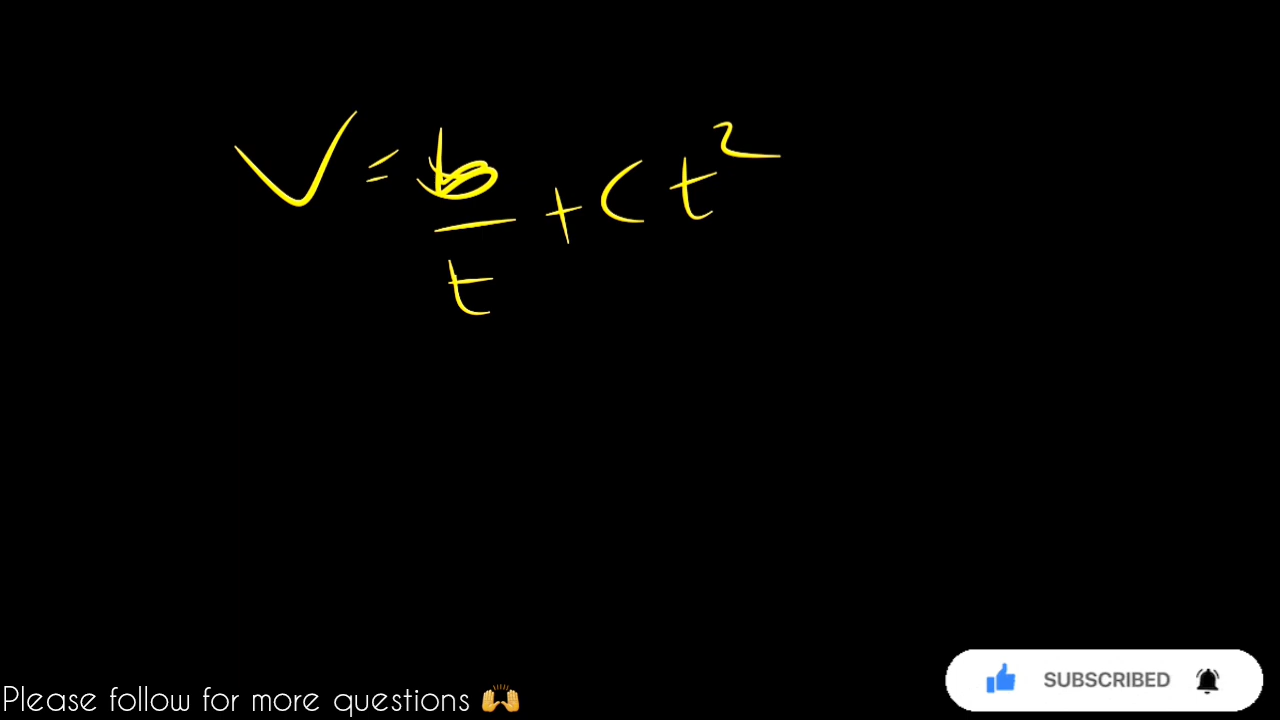 V = b/t + Ct²
SUBSCRIBED
Please follow for more questions 🙌